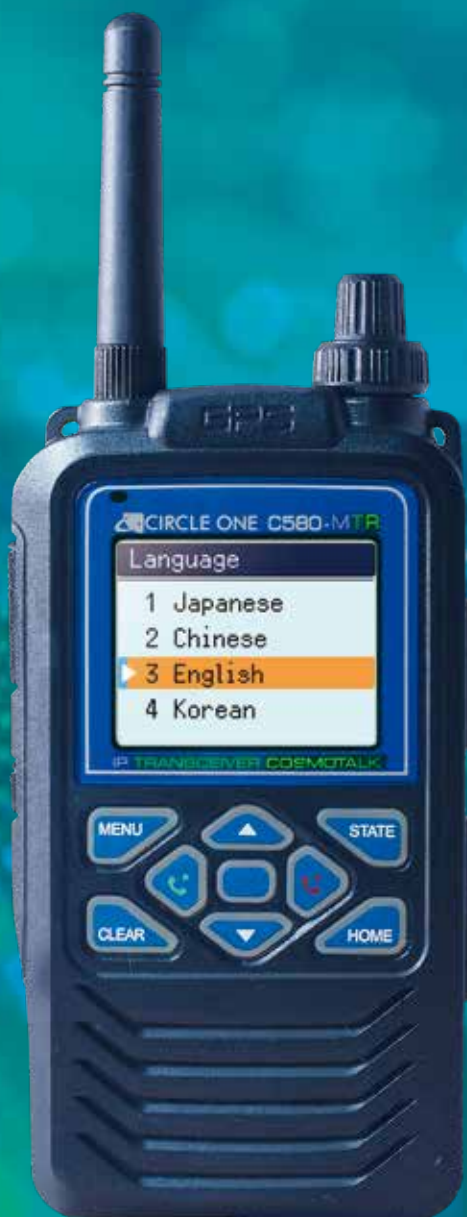 GPS
CIRCLE ONE C580-MTR
Language
1 Japanese
2 Chinese
3 English
4 Korean
IP TRANSCEIVER COSMOTALK
MENU
STATE
CLEAR
HOME